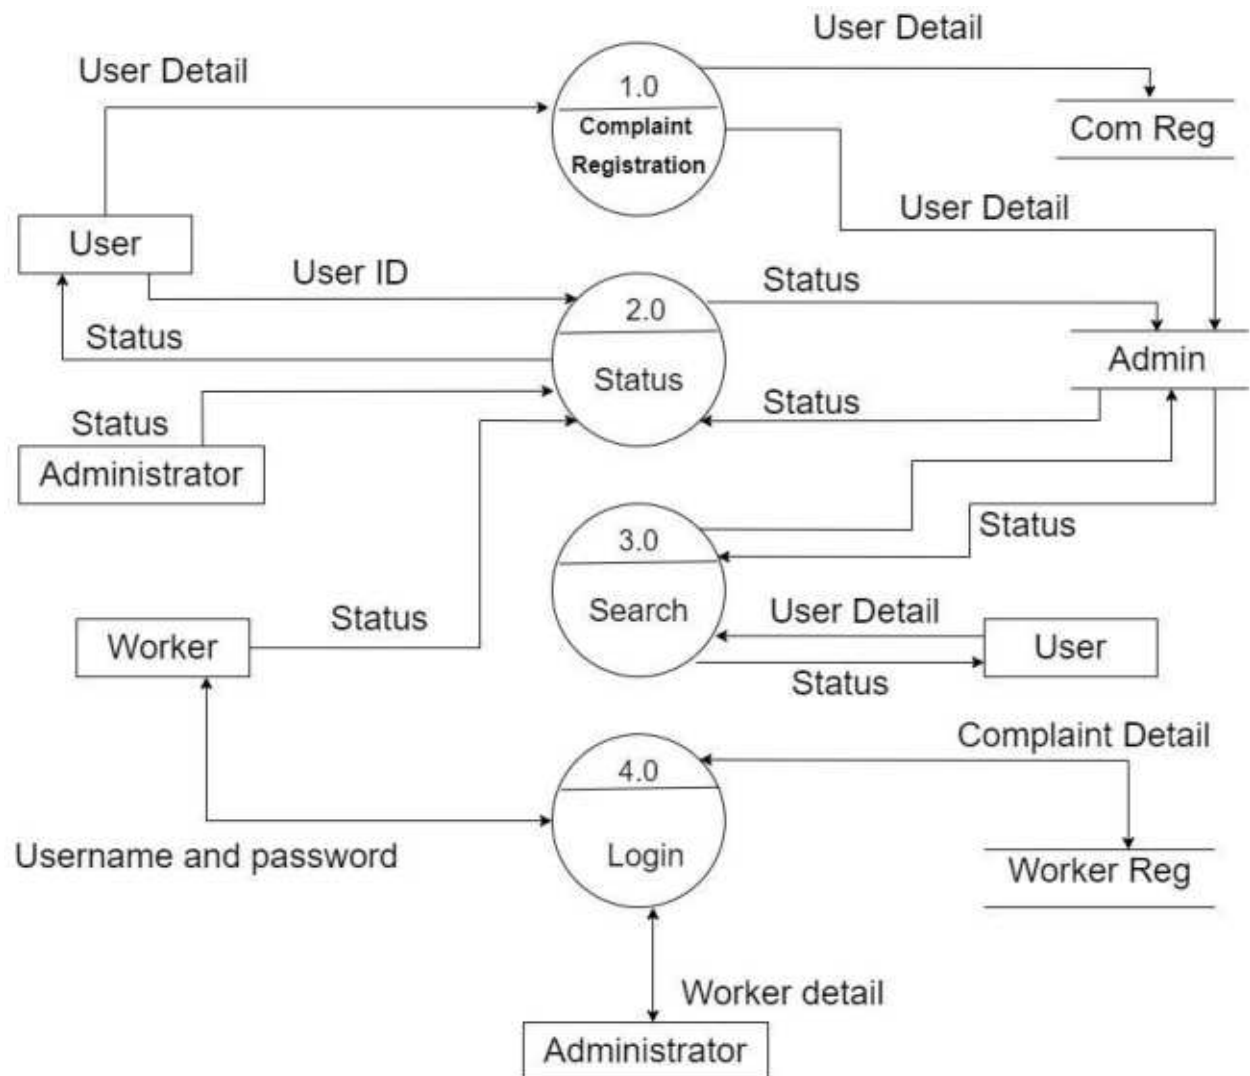 User Detail
User Detail
1.0
Complaint
Registration
Com Reg
User Detail
User
User ID
Status
2.0
Status
Status
Admin
Status
Status
Administrator
Status
3.0
Search
Status
User Detail
User
Status
Worker
Status
Complaint Detail
4.0
Login
Username and password
Worker Reg
Worker detail
Administrator